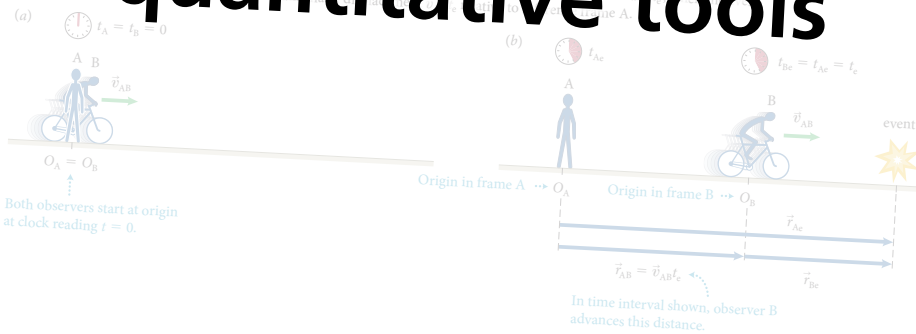 quantitative tools
(a)
t_A = t_B = 0
A B
v⃗_AB
O_A = O_B
Both observers start at origin
at clock reading t = 0.
frame A.
(b)
t_Ae
t_Be = t_Ae = t_e
A
B
v⃗_AB
event
Origin in frame A
O_A
Origin in frame B
O_B
r⃗_Ae
r⃗_AB = v⃗_AB t_e
r⃗_Be
In time interval shown, observer B
advances this distance.